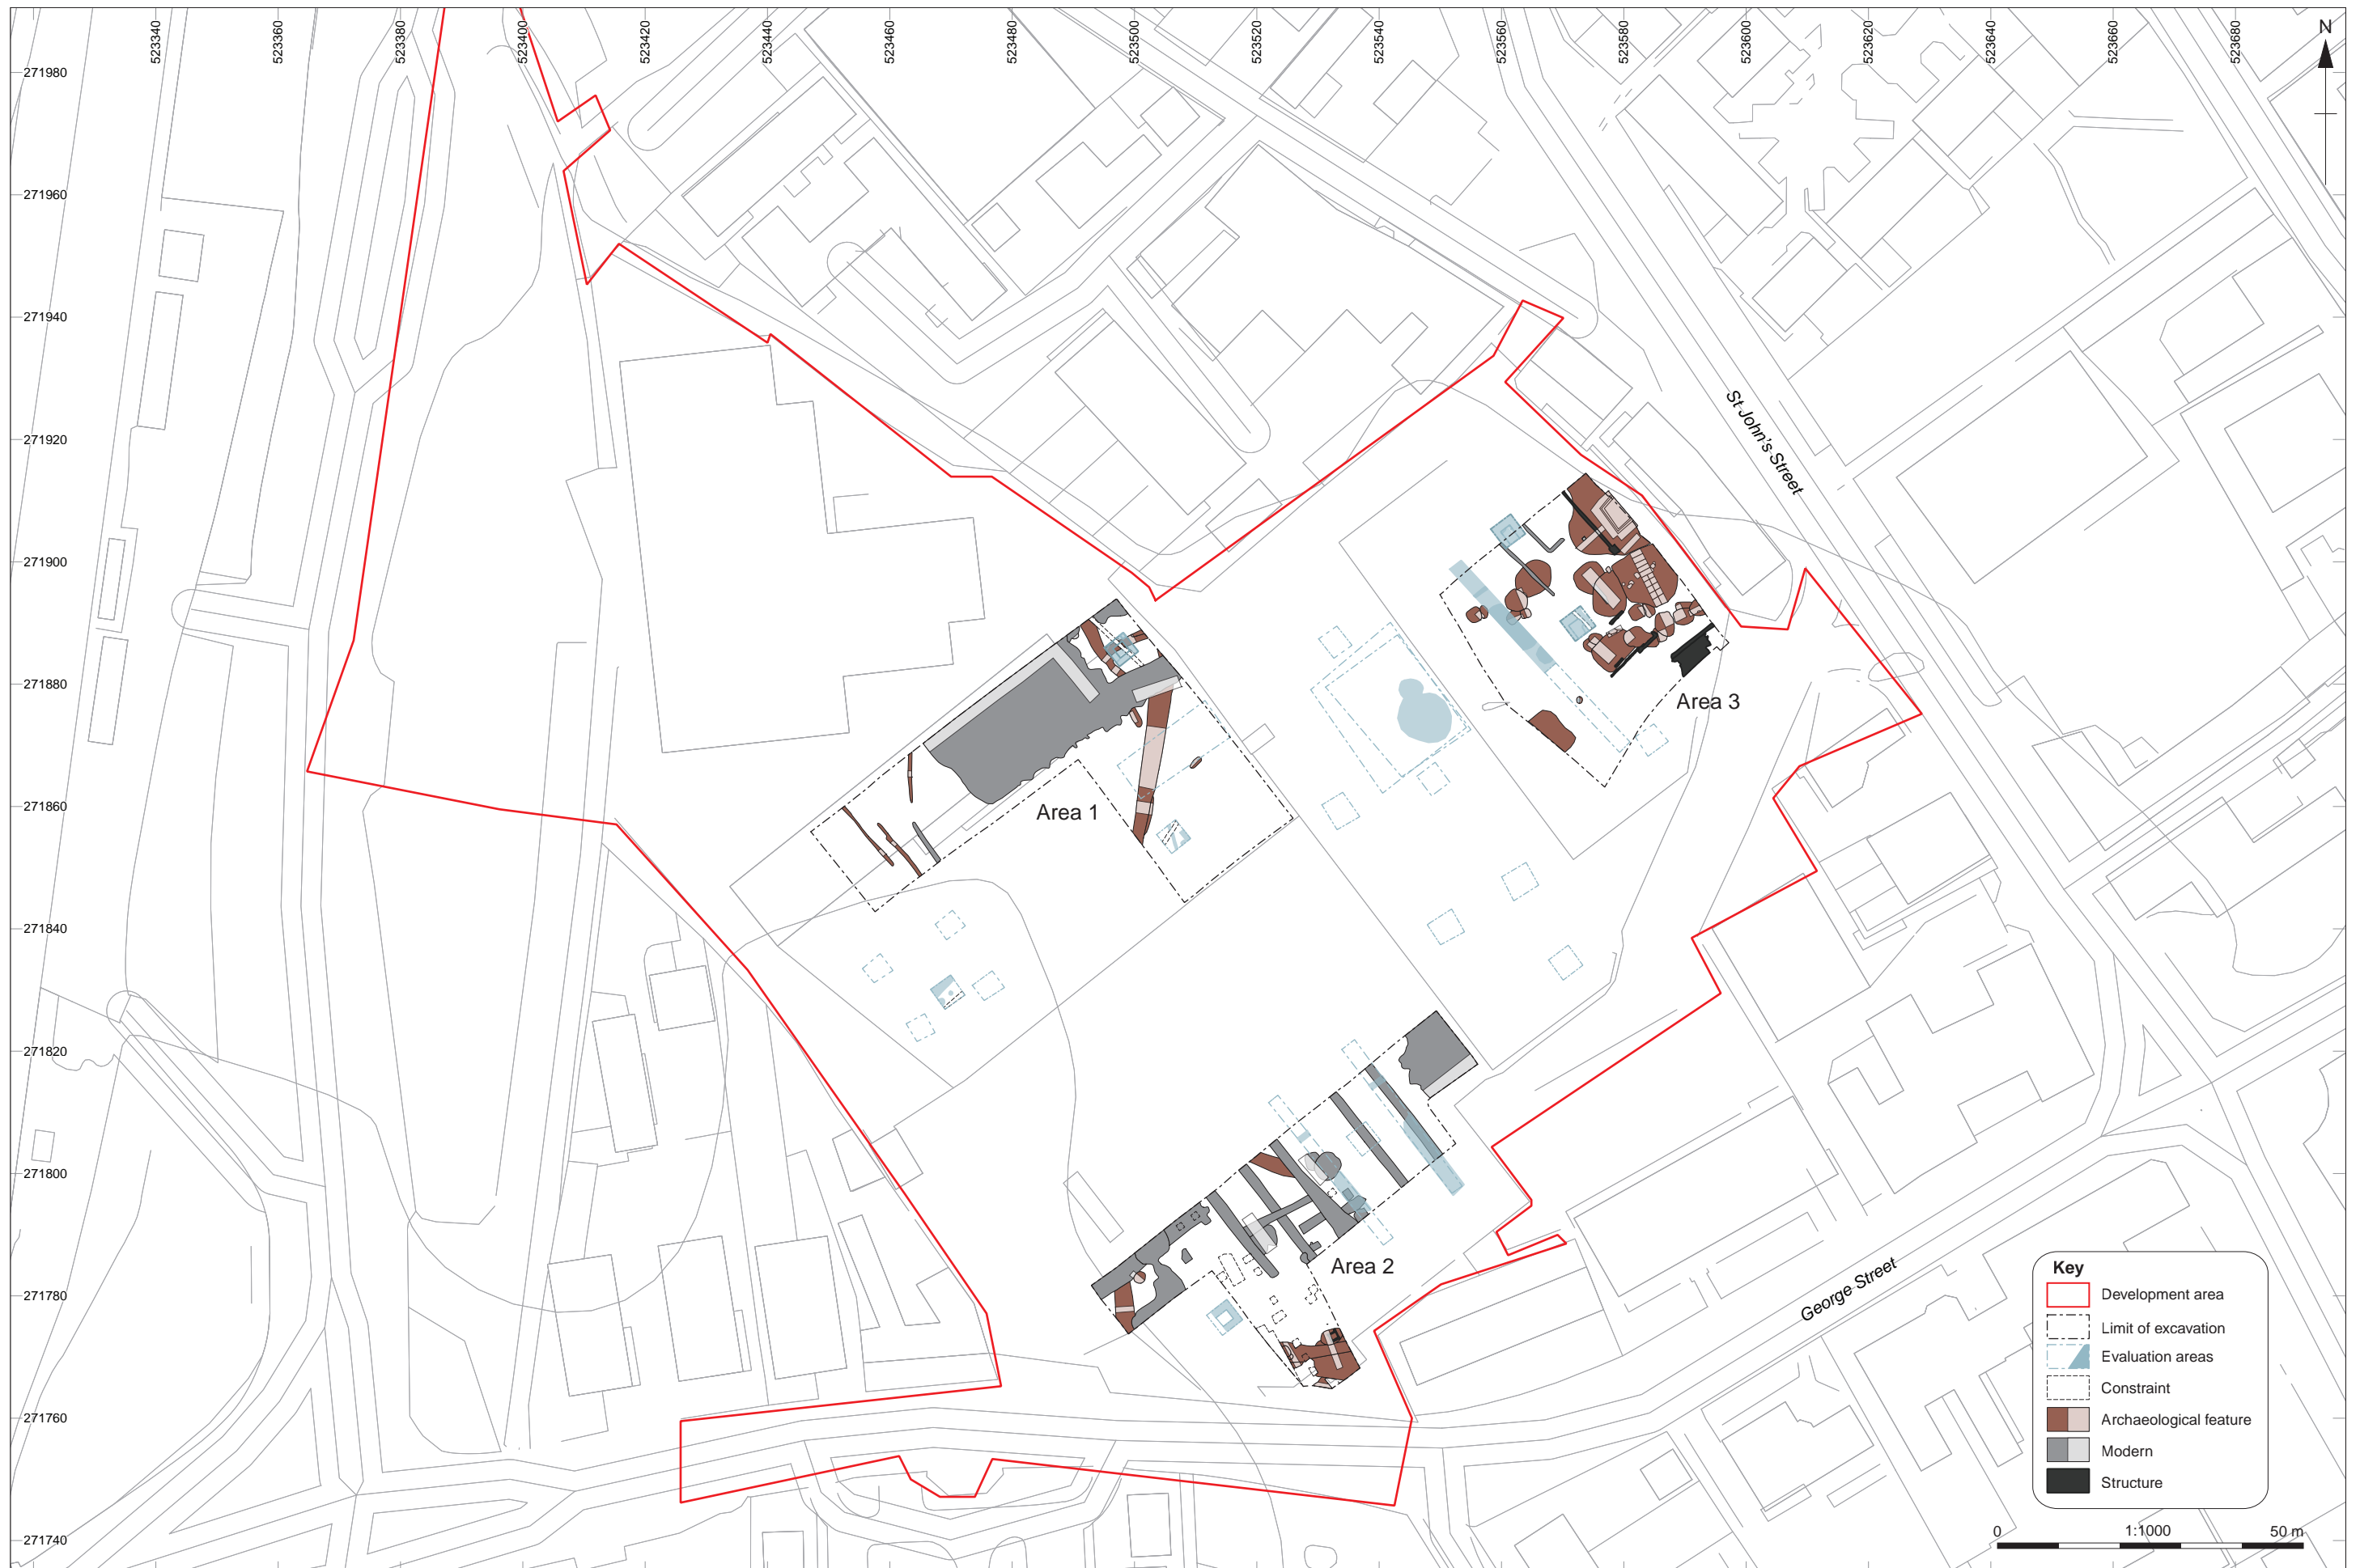 523340
523360
523380
523400
523420
523440
523460
523480
523500
523520
523540
523560
523580
523600
523620
523640
523660
523680
N
271980
271960
271940
271920
271900
271880
271860
271840
271820
271800
271780
271760
271740
St John's Street
Area 3
Area 1
Area 2
George Street
Key
Development area
Limit of excavation
Evaluation areas
Constraint
Archaeological feature
Modern
Structure
0 1:1000 50 m